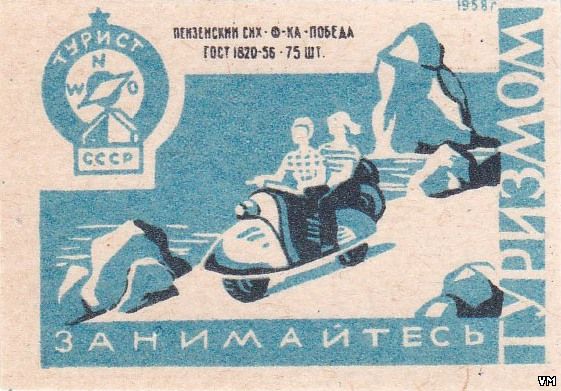 1958г
ПЕНЗЕНСКИЙ СНХ · Ф-КА · ПОБЕДА
ГОСТ 1820-56 · 75 ШТ.
ТУРИСТ
N
W O
СССР
ЗАНИМАЙТЕСЬ
ТУРИЗМОМ
VM